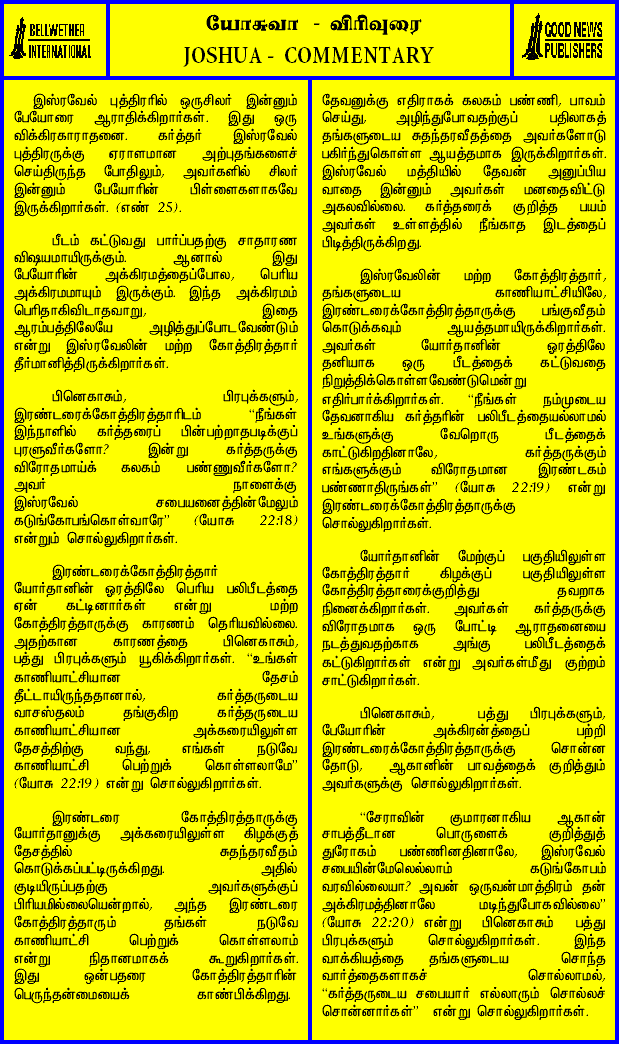 BELLWETHER
INTERNATIONAL
யோசுவா - விரிவுரை
JOSHUA - COMMENTARY
GOOD NEWS
PUBLISHERS
இஸ்ரவேல் புத்திரரில் ஒருசிலர் இன்னும்
பேயோரை ஆராதிக்கிறார்கள். இது ஒரு
விக்கிரகாராதனை. கர்த்தர் இஸ்ரவேல்
புத்திரருக்கு ஏராளமான அற்புதங்களைச்
செய்திருந்த போதிலும், அவர்களில் சிலர்
இன்னும் பேயோரின் பிள்ளைகளாகவே
இருக்கிறார்கள். (எண் 25).
பீடம் கட்டுவது பார்ப்பதற்கு சாதாரண
விஷயமாயிருக்கும். ஆனால் இது
பேயோரின் அக்கிரமத்தைப்போல, பெரிய
அக்கிரமமாயும் இருக்கும். இந்த அக்கிரமம்
பெரிதாகிவிடாதவாறு, இதை
ஆரம்பத்திலேயே அழித்துப்போடவேண்டும்
என்று இஸ்ரவேலின் மற்ற கோத்திரத்தார்
தீர்மானித்திருக்கிறார்கள்.
பினெகாசும், பிரபுக்களும்,
இரண்டரைக்கோத்திரத்தாரிடம் "நீங்கள்
இந்நாளில் கர்த்தரைப் பின்பற்றாதபடிக்குப்
புரளுவீர்களோ? இன்று கர்த்தருக்கு
விரோதமாய்க் கலகம் பண்ணுவீர்களோ?
அவர் நாளைக்கு
இஸ்ரவேல் சபையனைத்தின்மேலும்
கடுங்கோபங்கொள்வாரே" (யோசு 22:18)
என்றும் சொல்லுகிறார்கள்.
இரண்டரைக்கோத்திரத்தார்
யோர்தானின் ஓரத்திலே பெரிய பலிபீடத்தை
ஏன் கட்டினார்கள் என்று மற்ற
கோத்திரத்தாருக்கு காரணம் தெரியவில்லை.
அதற்கான காரணத்தை பினெகாசும்,
பத்து பிரபுக்களும் யூகிக்கிறார்கள். "உங்கள்
காணியாட்சியான தேசம்
தீட்டாயிருந்ததானால், கர்த்தருடைய
வாசஸ்தலம் தங்குகிற கர்த்தருடைய
காணியாட்சியான அக்கரையிலுள்ள
தேசத்திற்கு வந்து, எங்கள் நடுவே
காணியாட்சி பெற்றுக் கொள்ளலாமே"
(யோசு 22:19) என்று சொல்லுகிறார்கள்.
இரண்டரை கோத்திரத்தாருக்கு
யோர்தானுக்கு அக்கரையிலுள்ள கிழக்குத்
தேசத்தில் சுதந்தரவீதம்
கொடுக்கப்பட்டிருக்கிறது. அதில்
குடியிருப்பதற்கு அவர்களுக்குப்
பிரியமில்லையென்றால், அந்த இரண்டரை
கோத்திரத்தாரும் தங்கள் நடுவே
காணியாட்சி பெற்றுக் கொள்ளலாம்
என்று நிதானமாகக் கூறுகிறார்கள்.
இது ஒன்பதரை கோத்திரத்தாரின்
பெருந்தன்மையைக் காண்பிக்கிறது.
தேவனுக்கு எதிராகக் கலகம் பண்ணி, பாவம்
செய்து, அழிந்துபோவதற்குப் பதிலாகத்
தங்களுடைய சுதந்தரவீதத்தை அவர்களோடு
பகிர்ந்துகொள்ள ஆயத்தமாக இருக்கிறார்கள்.
இஸ்ரவேல் மத்தியில் தேவன் அனுப்பிய
வாதை இன்னும் அவர்கள் மனதைவிட்டு
அகலவில்லை. கர்த்தரைக் குறித்த பயம்
அவர்கள் உள்ளத்தில் நீங்காத இடத்தைப்
பிடித்திருக்கிறது.
இஸ்ரவேலின் மற்ற கோத்திரத்தார்,
தங்களுடைய காணியாட்சியிலே,
இரண்டரைக்கோத்திரத்தாருக்கு பங்குவீதம்
கொடுக்கவும் ஆயத்தமாயிருக்கிறார்கள்.
அவர்கள் யோர்தானின் ஓரத்திலே
தனியாக ஒரு பீடத்தைக் கட்டுவதை
நிறுத்திக்கொள்ளவேண்டுமென்று
எதிர்பார்க்கிறார்கள். "நீங்கள் நம்முடைய
தேவனாகிய கர்த்தரின் பலிபீடத்தையல்லாமல்
உங்களுக்கு வேறொரு பீடத்தைக்
காட்டுகிறதினாலே, கர்த்தருக்கும்
எங்களுக்கும் விரோதமான இரண்டகம்
பண்ணாதிருங்கள்" (யோசு 22:19) என்று
இரண்டரைக்கோத்திரத்தாருக்கு
சொல்லுகிறார்கள்.
யோர்தானின் மேற்குப் பகுதியிலுள்ள
கோத்திரத்தார் கிழக்குப் பகுதியிலுள்ள
கோத்திரத்தாரைக்குறித்து தவறாக
நினைக்கிறார்கள். அவர்கள் கர்த்தருக்கு
விரோதமாக ஒரு போட்டி ஆராதனையை
நடத்துவதற்காக அங்கு பலிபீடத்தைக்
கட்டுகிறார்கள் என்று அவர்கள்மீது குற்றம்
சாட்டுகிறார்கள்.
பினெகாசும், பத்து பிரபுக்களும்,
பேயோரின் அக்கிரன்த்தைப் பற்றி
இரண்டரைக்கோத்திரத்தாருக்கு சொன்ன
தோடு, ஆகானின் பாவத்தைக் குறித்தும்
அவர்களுக்கு சொல்லுகிறார்கள்.
"சேராவின் குமாரனாகிய ஆகான்
சாபத்தீடான பொருளைக் குறித்துத்
துரோகம் பண்ணினதினாலே, இஸ்ரவேல்
சபையின்மேலெல்லாம் கடுங்கோபம்
வரவில்லையா? அவன் ஒருவன்மாத்திரம் தன்
அக்கிரமத்தினாலே மடிந்துபோகவில்லை"
(யோசு 22:20) என்று பினெகாசும் பத்து
பிரபுக்களும் சொல்லுகிறார்கள். இந்த
வாக்கியத்தை தங்களுடைய சொந்த
வார்த்தைகளாகச் சொல்லாமல்,
"கர்த்தருடைய சபையார் எல்லாரும் சொல்லச்
சொன்னார்கள்" என்று சொல்லுகிறார்கள்.